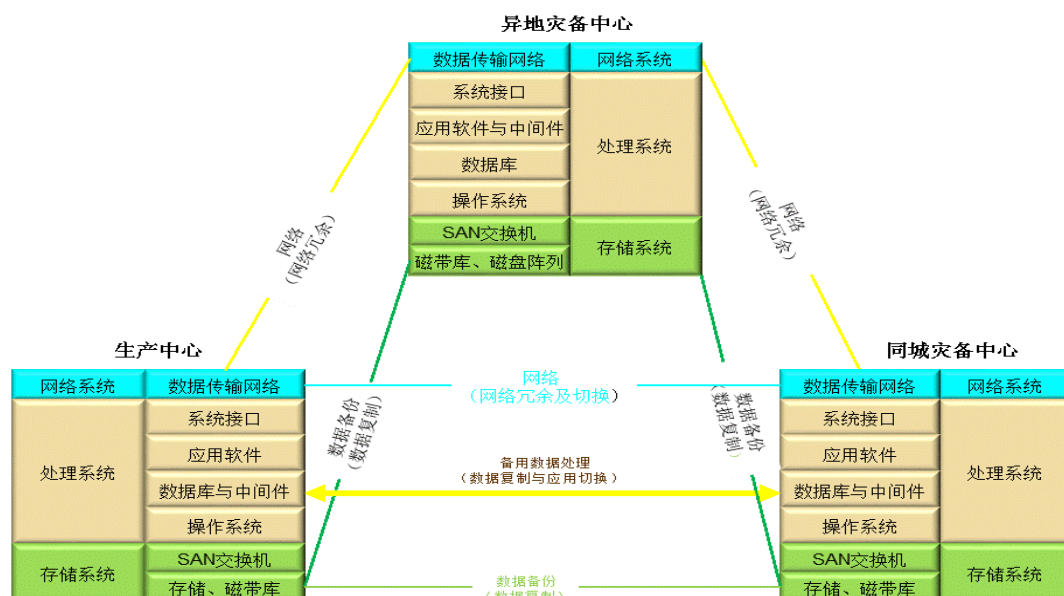 异地灾备中心
数据传输网络
网络系统
系统接口
应用软件与中间件
数据库
操作系统
处理系统
SAN交换机
磁带库、磁盘阵列
存储系统
网络
（网络冗余）
网络
（网络冗余）
生产中心
网络系统
数据传输网络
处理系统
系统接口
应用软件
数据库与中间件
操作系统
存储系统
SAN交换机
存储、磁带库
数据备份
（数据复制）
网络
（网络冗余及切换）
备用数据处理
（数据复制与应用切换）
数据备份
（数据复制）
数据备份
（数据复制）
同城灾备中心
数据传输网络
网络系统
系统接口
应用软件
数据库与中间件
操作系统
处理系统
SAN交换机
存储、磁带库
存储系统